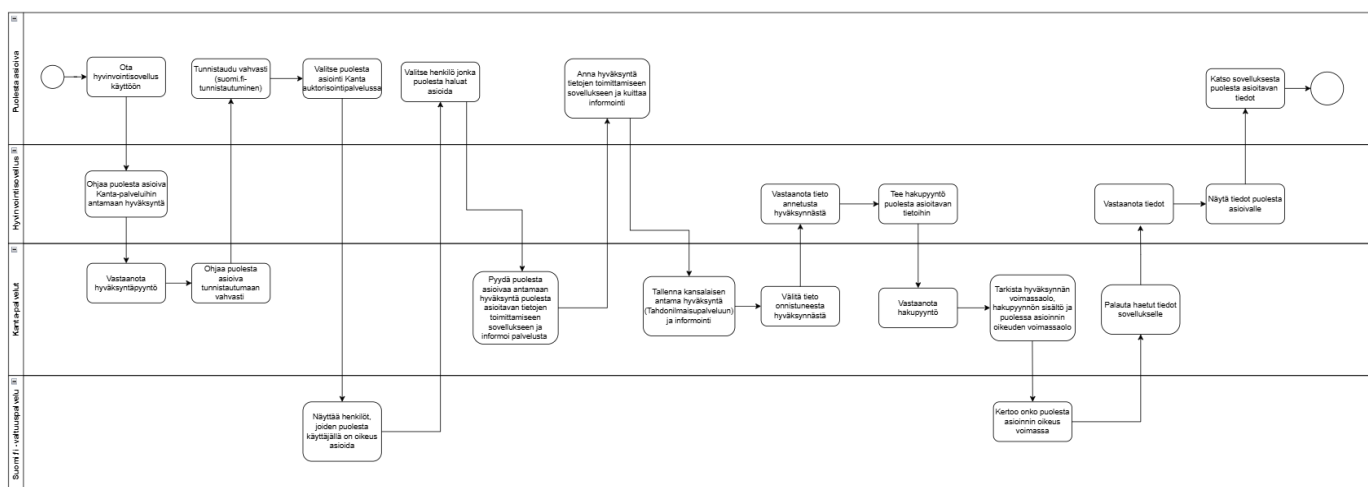 Puolesta asioiva
Ota
hyvinvointisovellus
käyttöön
Tunnistaudu vahvasti
(suomi.fi-
tunnistautuminen)
Valitse puolesta
asiointi Kanta
auktorisointipalvelussa
Valitse henkilö jonka
puolesta haluat
asioida
Anna hyväksyntä
tietojen toimittamiseen
sovellukseen ja kuittaa
informointi
Katso sovelluksesta
puolesta asioitavan
tiedot
Hyvinvointisovellus
Ohjaa puolesta asioiva
Kanta-palveluihin
antamaan hyväksyntä
Vastaanota tieto
annetusta
hyväksynnästä
Tee hakupyyntö
puolesta asioitavan
tietoihin
Vastaanota tiedot
Näytä tiedot puolesta
asioivalle
Kanta-palvelut
Vastaanota
hyväksyntäpyyntö
Ohjaa puolesta
asioiva
tunnistautumaan
vahvasti
Pyydä puolesta
asioivaa antamaan
hyväksyntä puolesta
asioitavan tietojen
toimittamiseen
sovellukseen ja
informoi palvelusta
Tallenna kansalaisen
antama hyväksyntä
(Tahdonilmaisupalveluun)
ja informointi
Välitä tieto
onnistuneesta
hyväksynnästä
Vastaanota
hakupyyntö
Tarkista hyväksynnän
voimassaolo,
hakupyynnön sisältö ja
puolessa asioinnin
oikeuden voimassaolo
Palauta haetut tiedot
sovellukselle
Suomi.fi -valtuuspalvelu
Näyttää henkilöt,
joiden puolesta
käyttäjällä on oikeus
asioida
Kertoo onko puolesta
asioinnin oikeus
voimassa